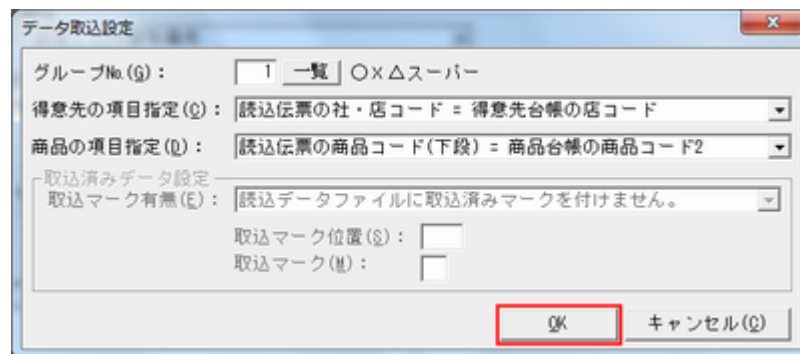 データ取込設定
グループNo.(G): 1 一覧 ○×△スーパー
得意先の項目指定(C): 読込伝票の社・店コード = 得意先台帳の店コード
商品の項目指定(D): 読込伝票の商品コード(下段) = 商品台帳の商品コード2
取込済みデータ設定
取込マーク有無(E): 読込データファイルに取込済みマークを付けません。
取込マーク位置(S):
取込マーク(M):
OK キャンセル(C)